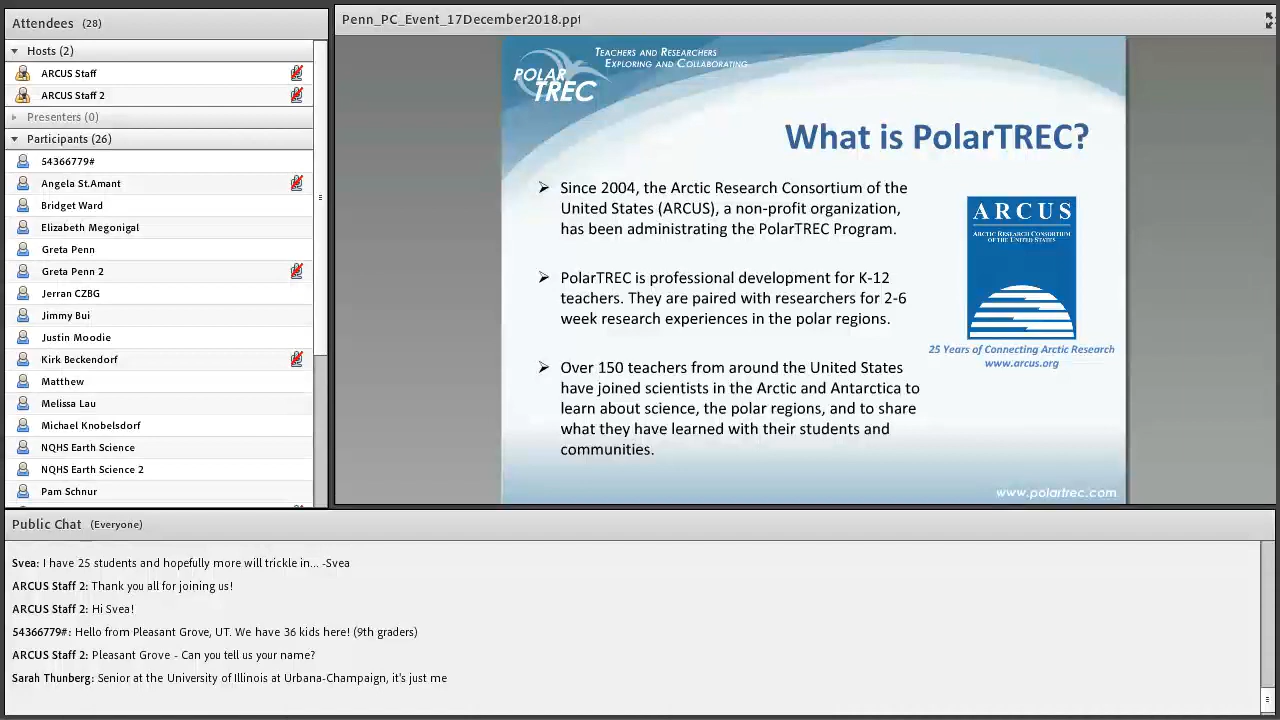 Attendees (28)
Hosts (2)
ARCUS Staff
ARCUS Staff 2
Presenters (0)
Participants (26)
54366779#
Angela St.Amant
Bridget Ward
Elizabeth Megonigal
Greta Penn
Greta Penn 2
Jerran CZBG
Jimmy Bui
Justin Moodie
Kirk Beckendorf
Matthew
Melissa Lau
Michael Knobelsdorf
NQHS Earth Science
NQHS Earth Science 2
Pam Schnur
Penn_PC_Event_17December2018.ppt
TEACHERS AND RESEARCHERS
EXPLORING AND COLLABORATING
POLAR
TREC
What is PolarTREC?
➢ Since 2004, the Arctic Research Consortium of the
United States (ARCUS), a non-profit organization,
has been administrating the PolarTREC Program.
➢ PolarTREC is professional development for K-12
teachers. They are paired with researchers for 2-6
week research experiences in the polar regions.
➢ Over 150 teachers from around the United States
have joined scientists in the Arctic and Antarctica to
learn about science, the polar regions, and to share
what they have learned with their students and
communities.
ARCUS
ARCTIC RESEARCH CONSORTIUM
OF THE UNITED STATES
25 Years of Connecting Arctic Research
www.arcus.org
www.polartrec.com
Public Chat (Everyone)
Svea: I have 25 students and hopefully more will trickle in... -Svea
ARCUS Staff 2: Thank you all for joining us!
ARCUS Staff 2: Hi Svea!
54366779#: Hello from Pleasant Grove, UT. We have 36 kids here! (9th graders)
ARCUS Staff 2: Pleasant Grove - Can you tell us your name?
Sarah Thunberg: Senior at the University of Illinois at Urbana-Champaign, it's just me